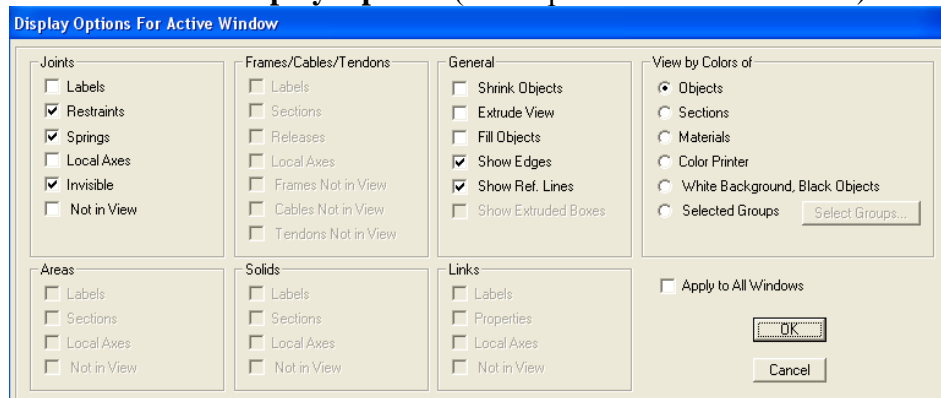 Display Options For Active Window
Joints
Labels
Restraints
Springs
Local Axes
Invisible
Not in View
Frames/Cables/Tendons
Labels
Sections
Releases
Local Axes
Frames Not in View
Cables Not in View
Tendons Not in View
General
Shrink Objects
Extrude View
Fill Objects
Show Edges
Show Ref. Lines
Show Extruded Boxes
View by Colors of
Objects
Sections
Materials
Color Printer
White Background, Black Objects
Selected Groups
Select Groups...
Areas
Labels
Sections
Local Axes
Not in View
Solids
Labels
Sections
Local Axes
Not in View
Links
Labels
Properties
Local Axes
Not in View
Apply to All Windows
OK
Cancel